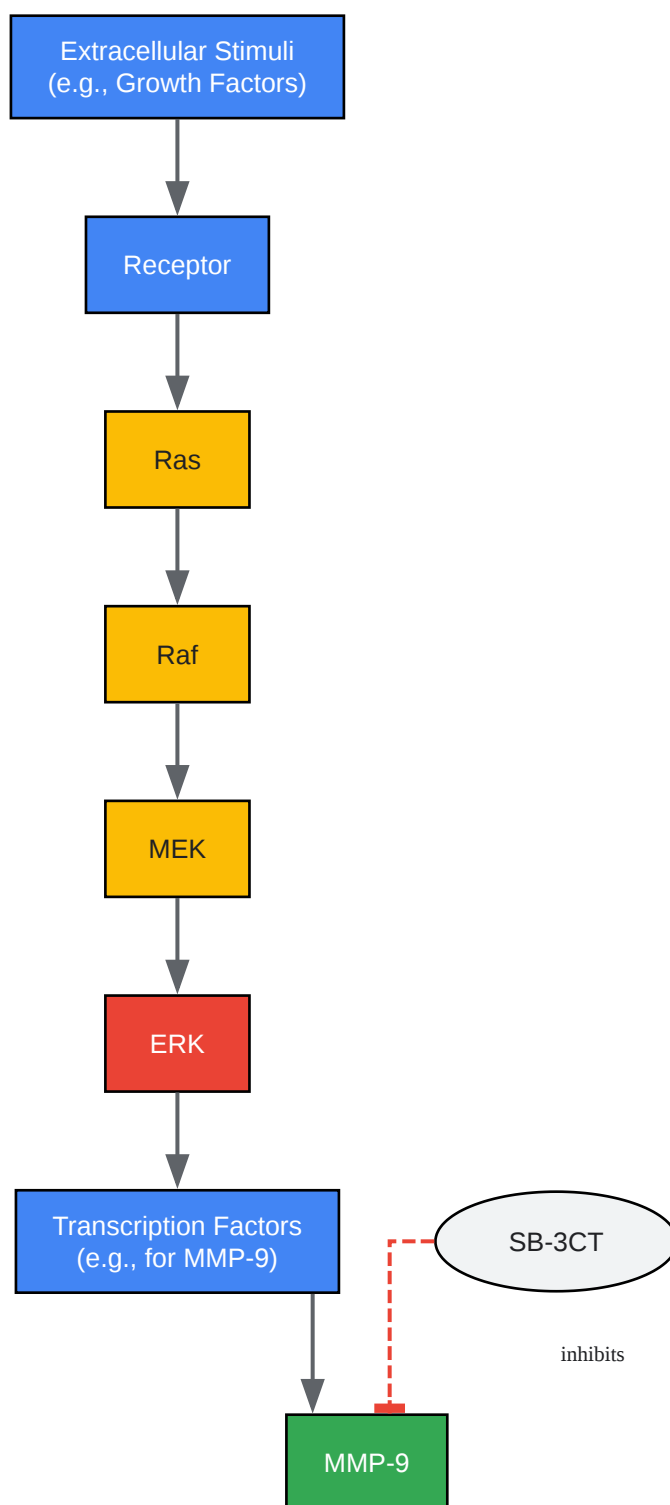 Extracellular Stimuli
(e.g., Growth Factors)
Receptor
Ras
Raf
MEK
ERK
Transcription Factors
(e.g., for MMP-9)
SB-3CT
inhibits
MMP-9